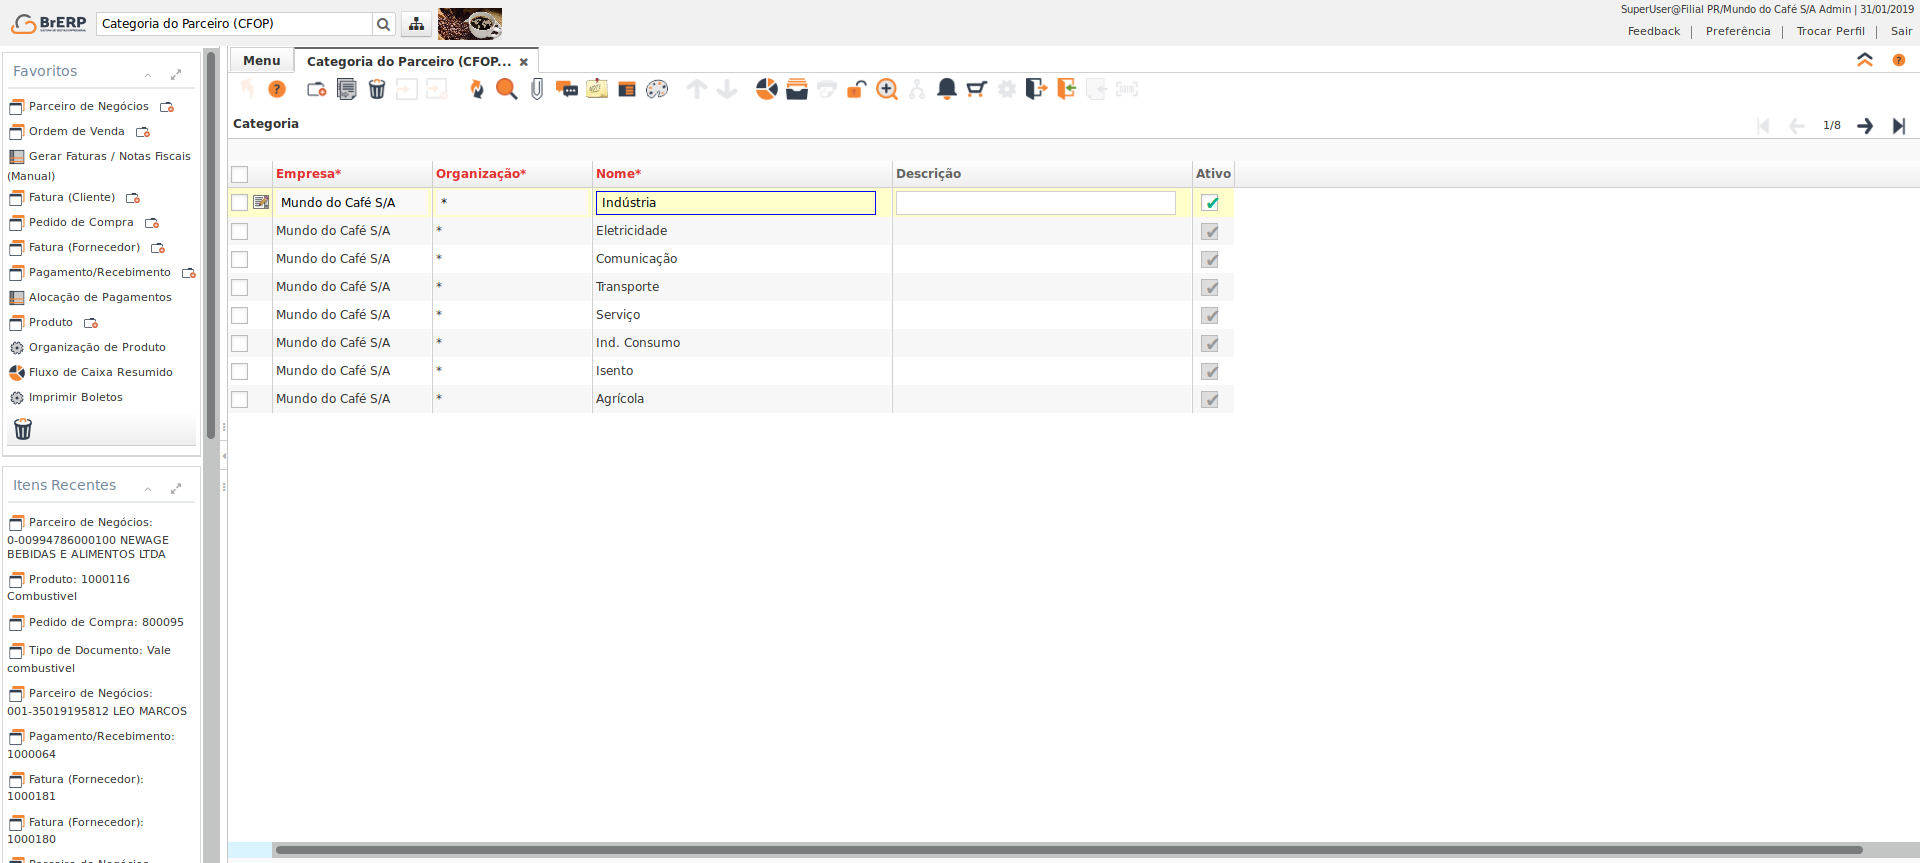 BrERP
Categoria do Parceiro (CFOP)
SuperUser@Filial PR/Mundo do Café S/A Admin | 31/01/2019
Feedback | Preferência | Trocar Perfil | Sair
Favoritos
Parceiro de Negócios
Ordem de Venda
Gerar Faturas / Notas Fiscais
(Manual)
Fatura (Cliente)
Pedido de Compra
Fatura (Fornecedor)
Pagamento/Recebimento
Alocação de Pagamentos
Produto
Organização de Produto
Fluxo de Caixa Resumido
Imprimir Boletos
Itens Recentes
Parceiro de Negócios:
0-00994786000100 NEWAGE
BEBIDAS E ALIMENTOS LTDA
Produto: 1000116
Combustivel
Pedido de Compra: 800095
Tipo de Documento: Vale
combustivel
Parceiro de Negócios:
001-35019195812 LEO MARCOS
Pagamento/Recebimento:
1000064
Fatura (Fornecedor):
1000181
Fatura (Fornecedor):
1000180
Parceiro de Negócios
Menu
Categoria do Parceiro (CFOP...
Categoria
1/8
Empresa* Organização* Nome* Descrição Ativo
Mundo do Café S/A * Indústria
Mundo do Café S/A * Eletricidade
Mundo do Café S/A * Comunicação
Mundo do Café S/A * Transporte
Mundo do Café S/A * Serviço
Mundo do Café S/A * Ind. Consumo
Mundo do Café S/A * Isento
Mundo do Café S/A * Agrícola